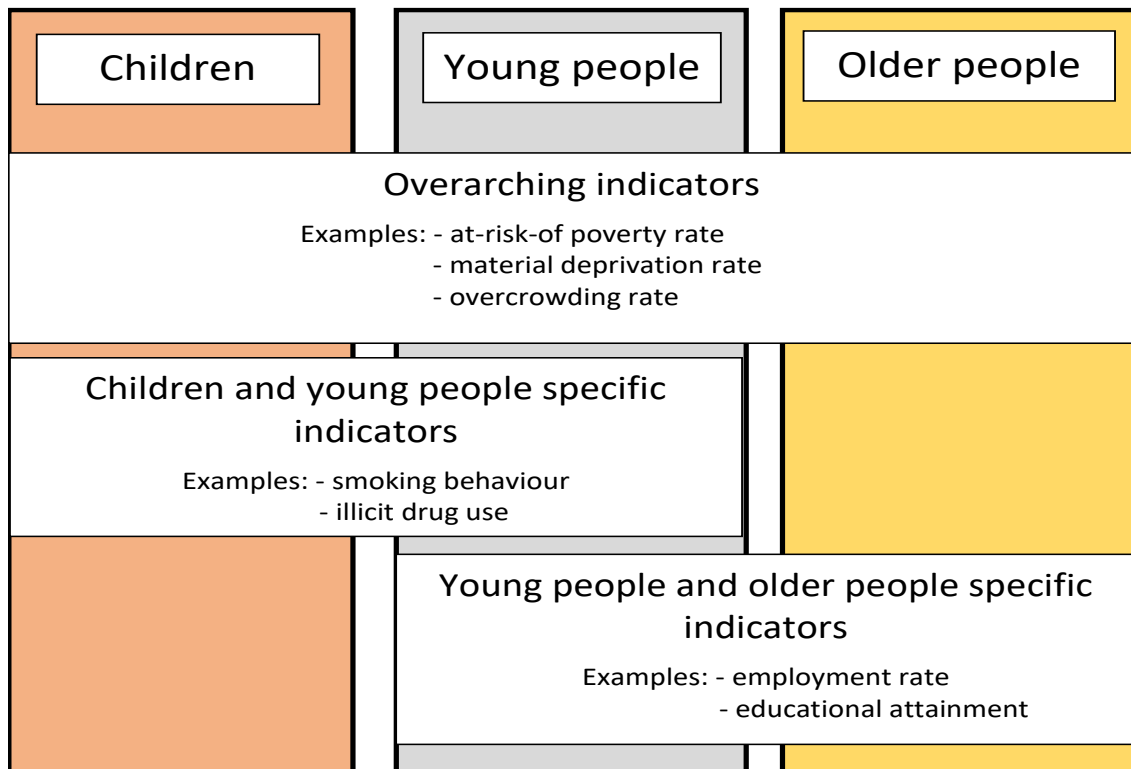 Children
Young people
Older people
Overarching indicators
Examples: - at-risk-of poverty rate
- material deprivation rate
- overcrowding rate
Children and young people specific
indicators
Examples: - smoking behaviour
- illicit drug use
Young people and older people specific
indicators
Examples: - employment rate
- educational attainment